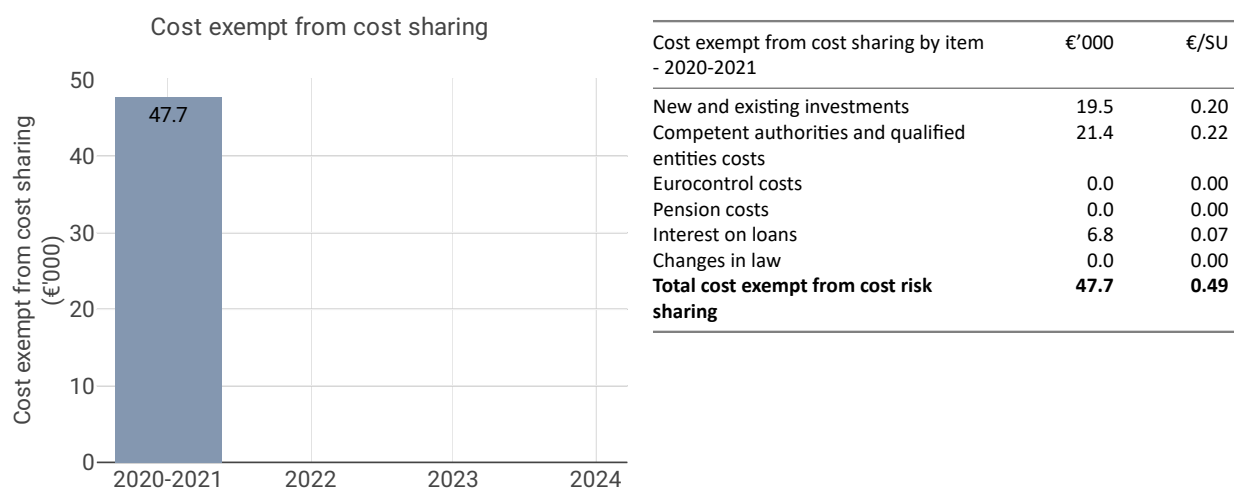 Cost exempt from cost sharing
Cost exempt from cost sharing
(€'000)
50
40
30
20
10
0
47.7
2020-2021 2022 2023 2024
Cost exempt from cost sharing by item €’000 €/SU
- 2020-2021
New and existing investments 19.5 0.20
Competent authorities and qualified 21.4 0.22
entities costs
Eurocontrol costs 0.0 0.00
Pension costs 0.0 0.00
Interest on loans 6.8 0.07
Changes in law 0.0 0.00
Total cost exempt from cost risk 47.7 0.49
sharing